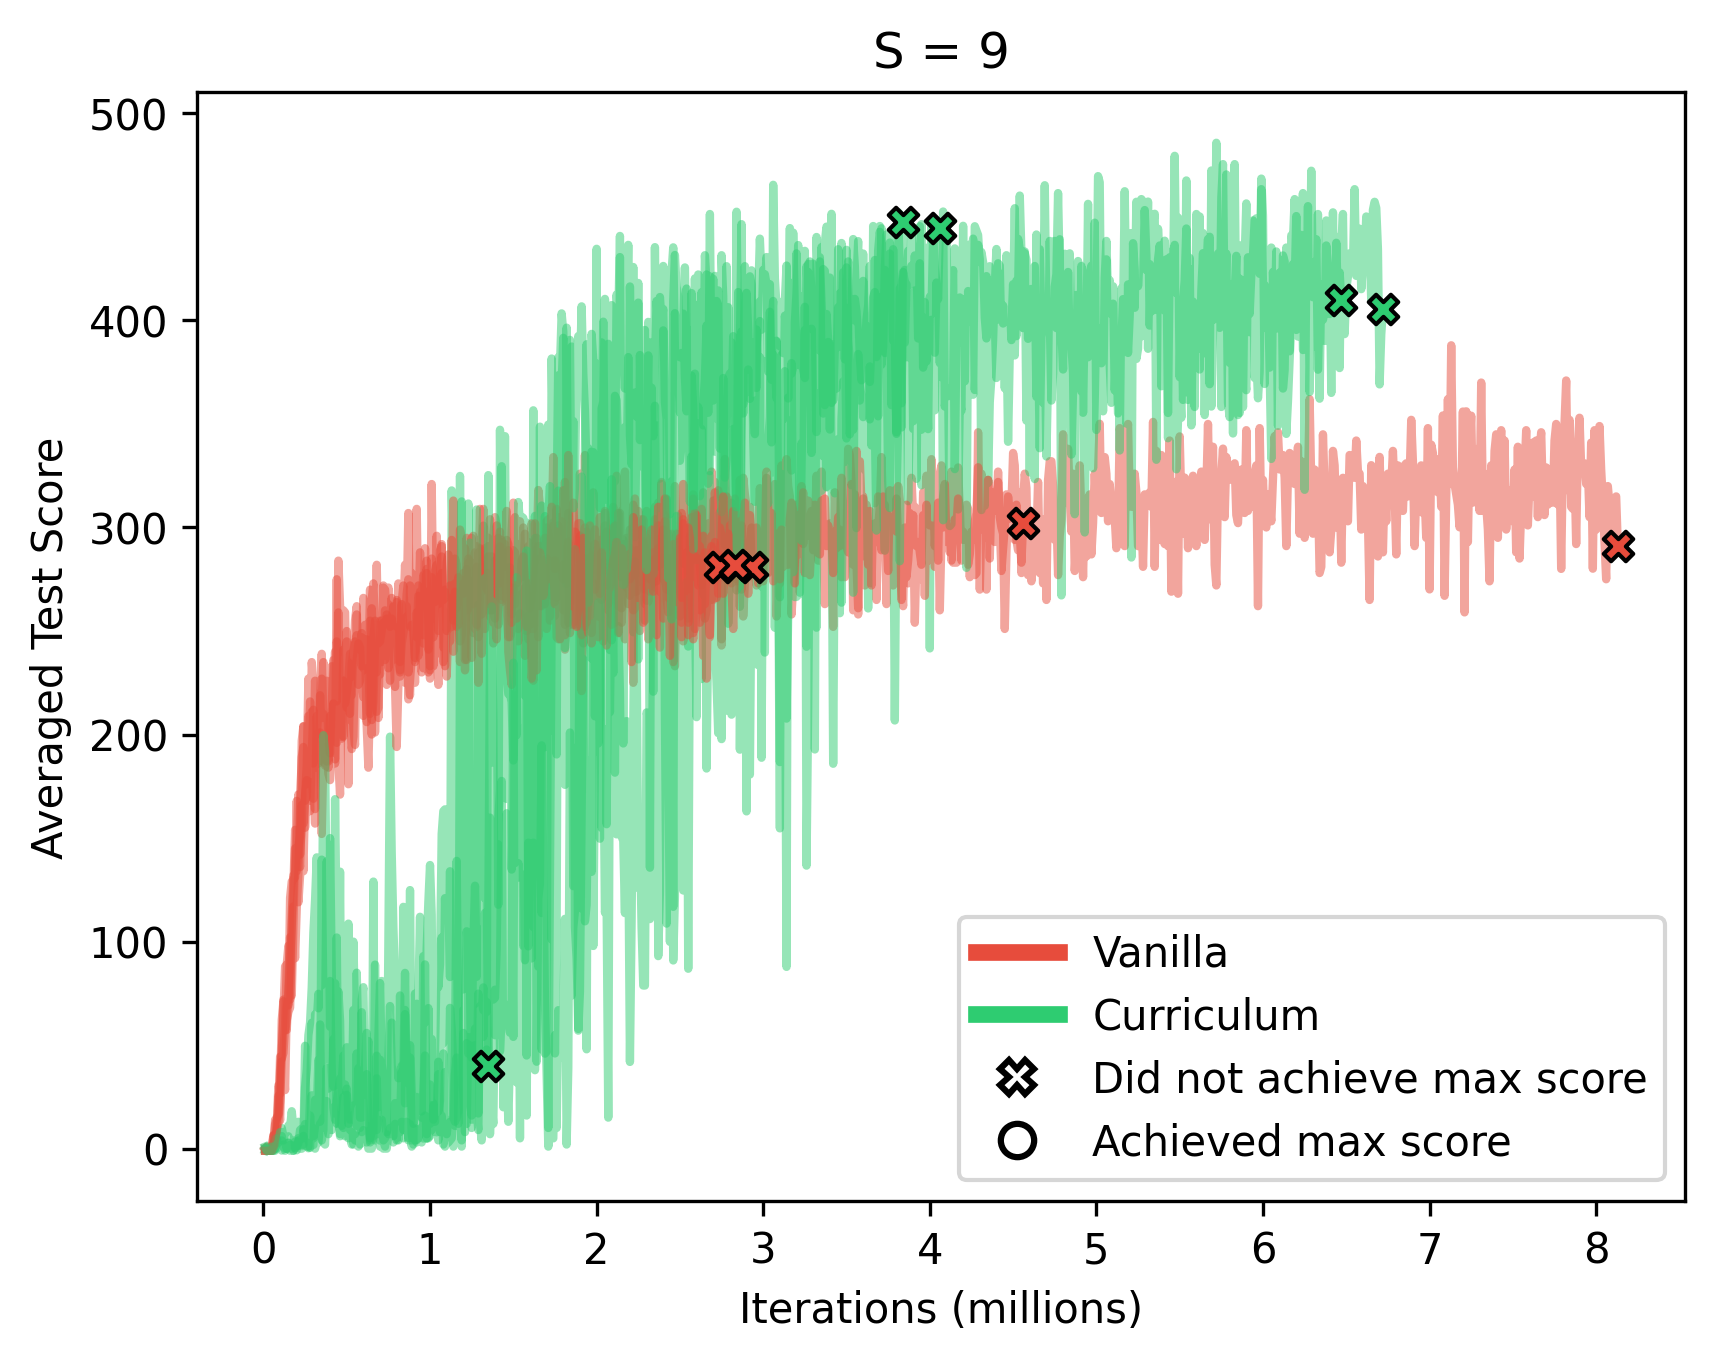 S = 9
500
400
300
200
100
0
Averaged Test Score
0 1 2 3 4 5 6 7 8
Iterations (millions)
Vanilla
Curriculum
Did not achieve max score
Achieved max score